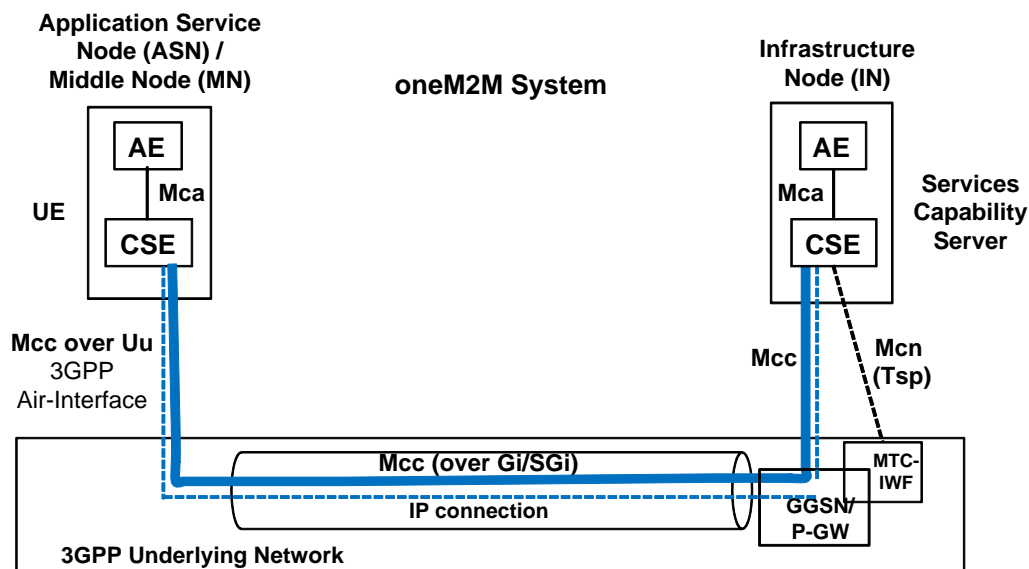 Application Service
Node (ASN) /
Middle Node (MN)
oneM2M System
Infrastructure
Node (IN)
AE
Mca
UE
CSE
AE
Mca
CSE
Services
Capability
Server
Mcc over Uu
3GPP
Air-Interface
Mcc
Mcn
(Tsp)
Mcc (over Gi/SGi)
IP connection
MTC-
IWF
GGSN/
P-GW
3GPP Underlying Network